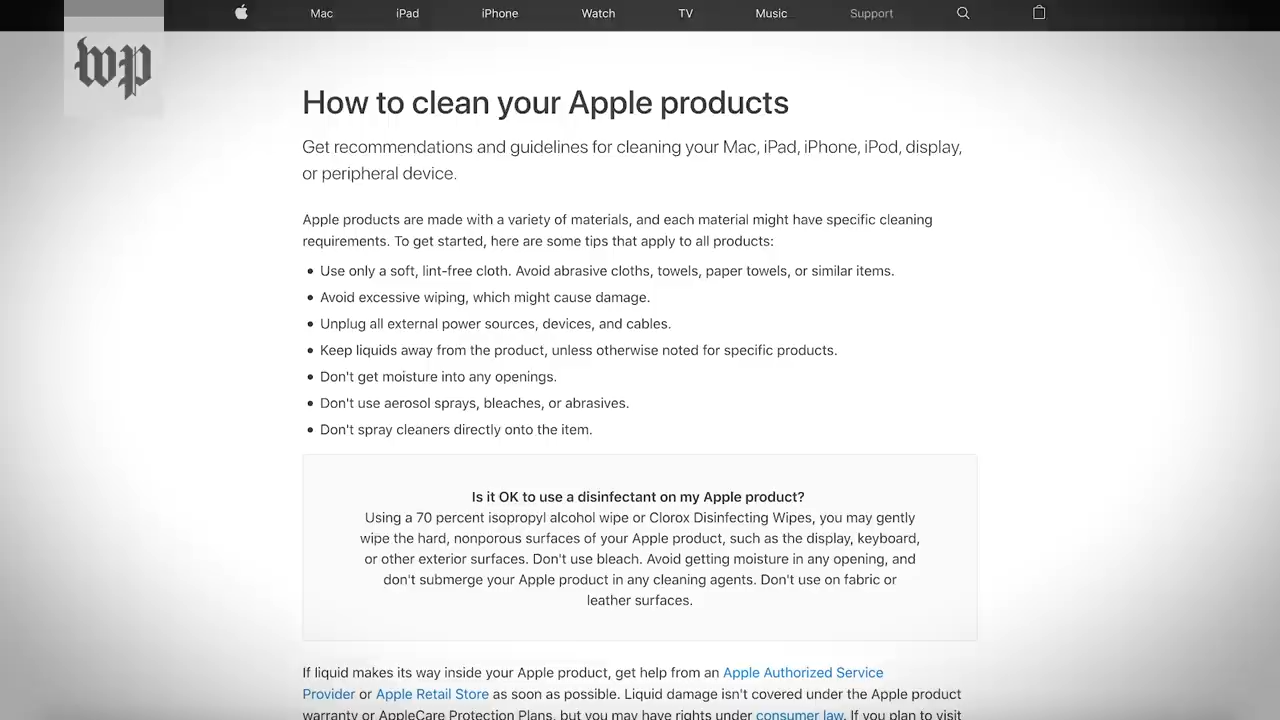 Mac iPad iPhone Watch TV Music Support
wp
How to clean your Apple products
Get recommendations and guidelines for cleaning your Mac, iPad, iPhone, iPod, display,
or peripheral device.
Apple products are made with a variety of materials, and each material might have specific cleaning
requirements. To get started, here are some tips that apply to all products:
• Use only a soft, lint-free cloth. Avoid abrasive cloths, towels, paper towels, or similar items.
• Avoid excessive wiping, which might cause damage.
• Unplug all external power sources, devices, and cables.
• Keep liquids away from the product, unless otherwise noted for specific products.
• Don't get moisture into any openings.
• Don't use aerosol sprays, bleaches, or abrasives.
• Don't spray cleaners directly onto the item.
Is it OK to use a disinfectant on my Apple product?
Using a 70 percent isopropyl alcohol wipe or Clorox Disinfecting Wipes, you may gently
wipe the hard, nonporous surfaces of your Apple product, such as the display, keyboard,
or other exterior surfaces. Don't use bleach. Avoid getting moisture in any opening, and
don't submerge your Apple product in any cleaning agents. Don't use on fabric or
leather surfaces.
If liquid makes its way inside your Apple product, get help from an Apple Authorized Service
Provider or Apple Retail Store as soon as possible. Liquid damage isn't covered under the Apple product
warranty or AppleCare Protection Plans, but you may have rights under consumer law. If you plan to visit